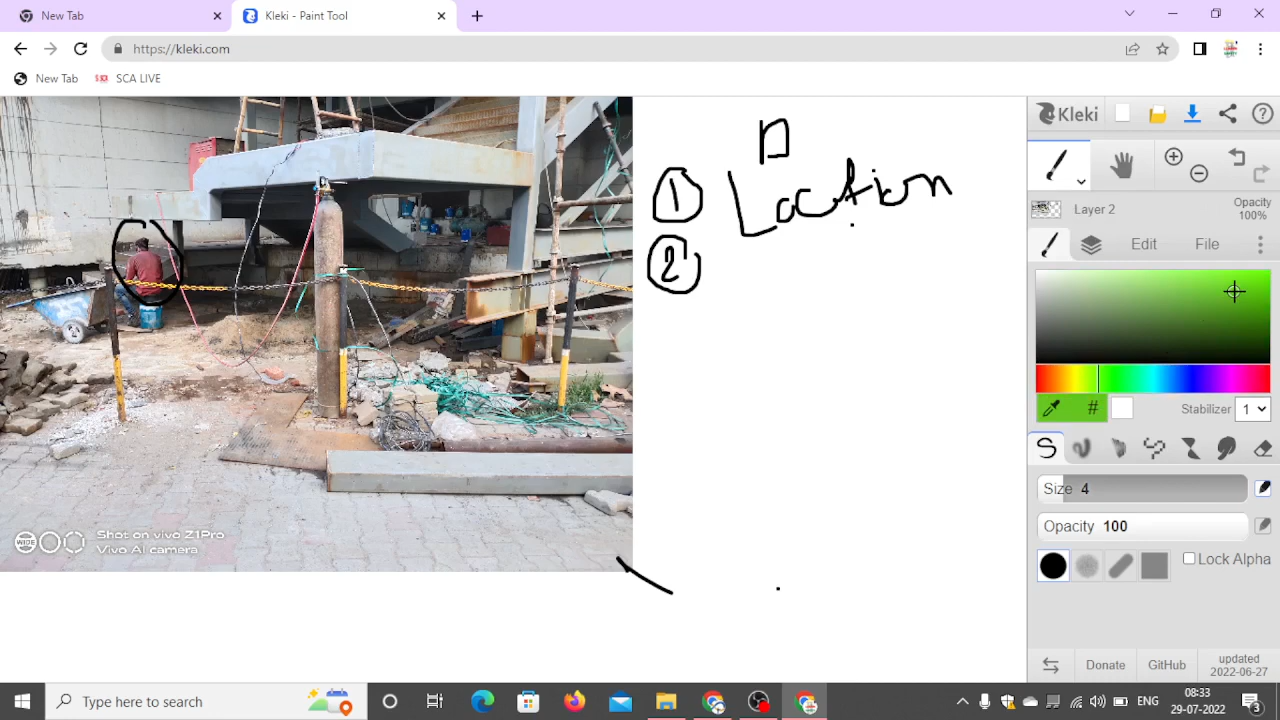 New Tab
Kleki - Paint Tool
https://kleki.com
New Tab
SCA LIVE
Kleki
D
① Location
②
Layer 2
Opacity
100%
Edit
File
#
Stabilizer
1
Size 4
Opacity 100
Lock Alpha
WIDE
Shot on vivo Z1Pro
Vivo AI camera
Donate
GitHub
updated
2022-06-27
Type here to search
ENG
08:33
29-07-2022
3